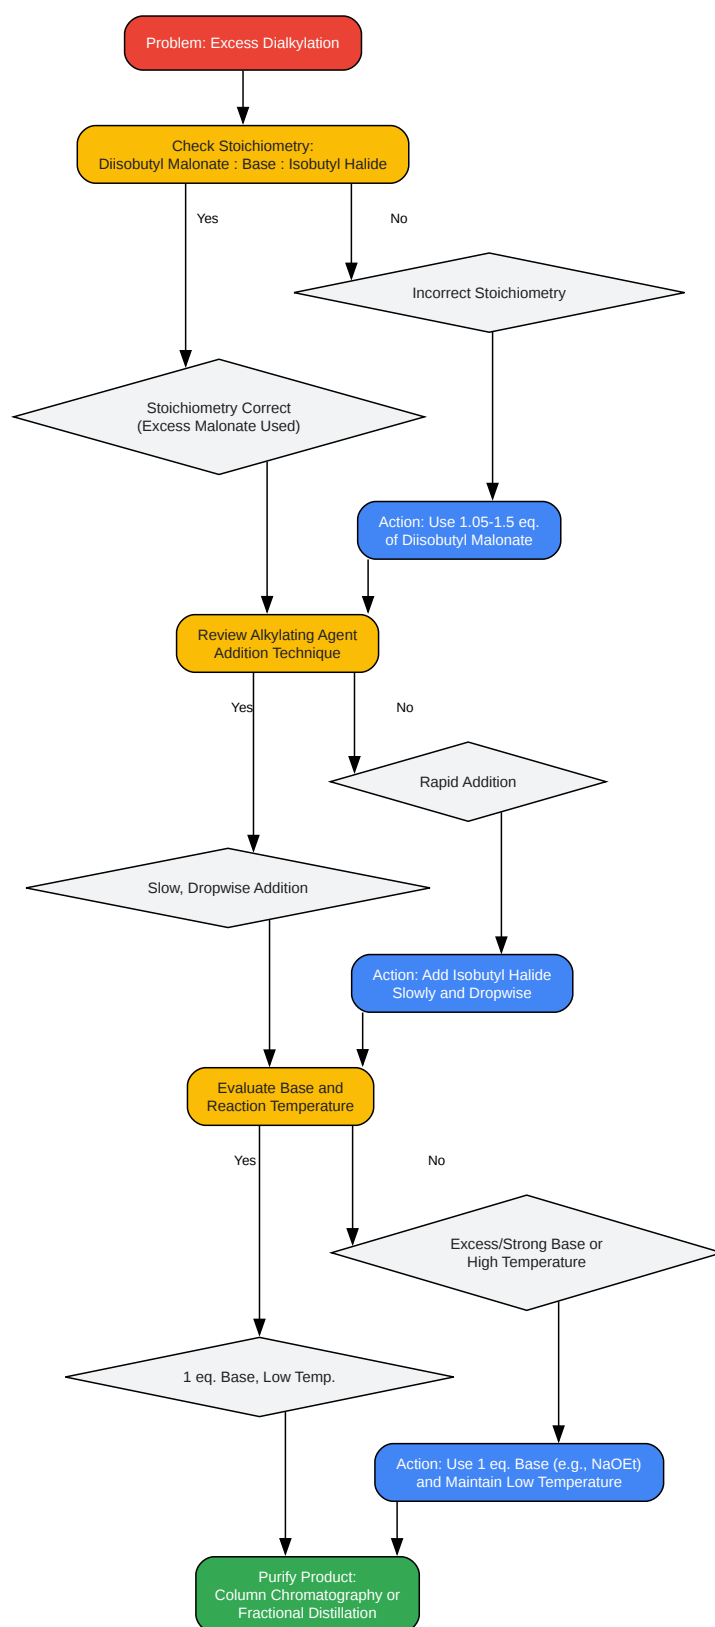 Problem: Excess Dialkylation
Check Stoichiometry:
Diisobutyl Malonate : Base : Isobutyl Halide
Yes
No
Incorrect Stoichiometry
Stoichiometry Correct
(Excess Malonate Used)
Action: Use 1.05-1.5 eq.
of Diisobutyl Malonate
Review Alkylating Agent
Addition Technique
Yes
No
Rapid Addition
Slow, Dropwise Addition
Action: Add Isobutyl Halide
Slowly and Dropwise
Evaluate Base and
Reaction Temperature
Yes
No
Excess/Strong Base or
High Temperature
1 eq. Base, Low Temp.
Action: Use 1 eq. Base (e.g., NaOEt)
and Maintain Low Temperature
Purify Product:
Column Chromatography or
Fractional Distillation